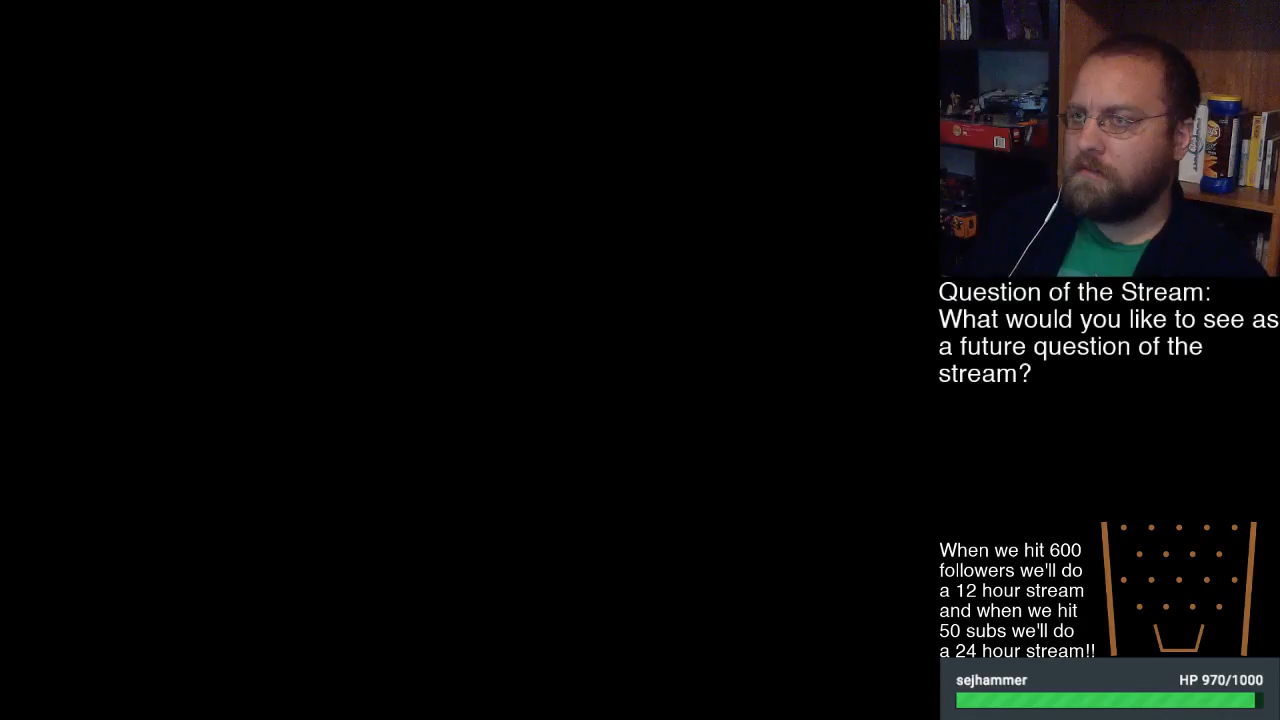 Question of the Stream:
What would you like to see as
a future question of the
stream?
When we hit 600
followers we'll do
a 12 hour stream
and when we hit
50 subs we'll do
a 24 hour stream!!
sejhammer HP 970/1000